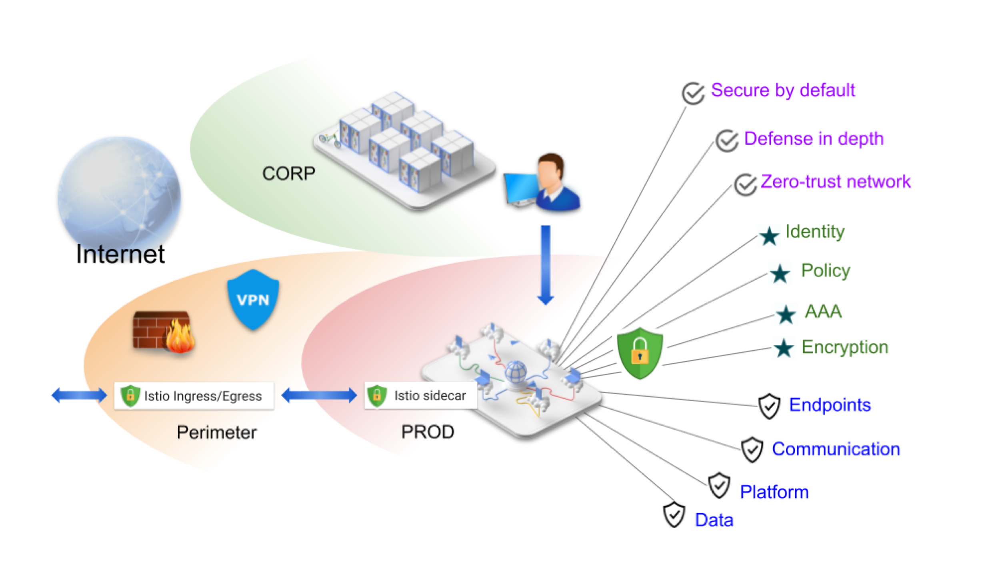 Secure by default
Defense in depth
CORP
Zero-trust network
Internet
Identity
Policy
VPN
AAA
Encryption
Istio Ingress/Egress
Istio sidecar
Endpoints
Perimeter
PROD
Communication
Platform
Data